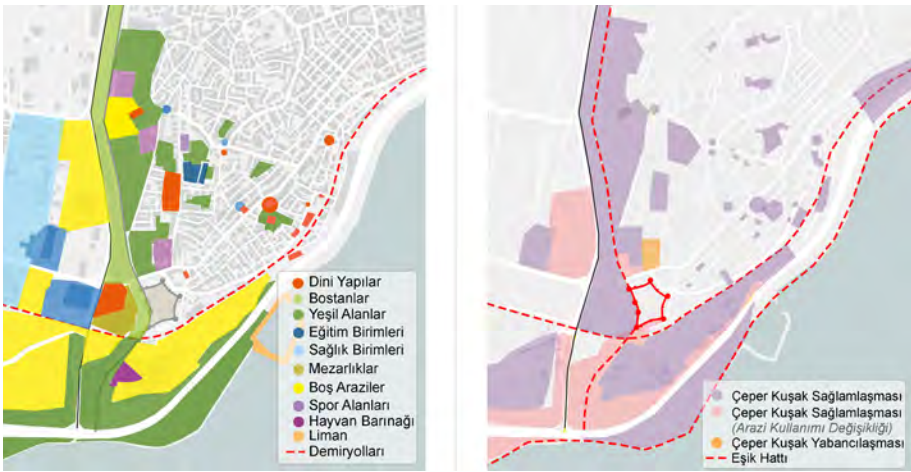 Dini Yapılar
Bostanlar
Yeşil Alanlar
Eğitim Birimleri
Sağlık Birimleri
Mezarlıklar
Boş Araziler
Spor Alanları
Hayvan Barınağı
Liman
Demiryolları
Çeper Kuşak Sağlamlaşması
Çeper Kuşak Sağlamlaşması
(Arazi Kullanımı Değişikliği)
Çeper Kuşak Yabancılaşması
Eşik Hattı